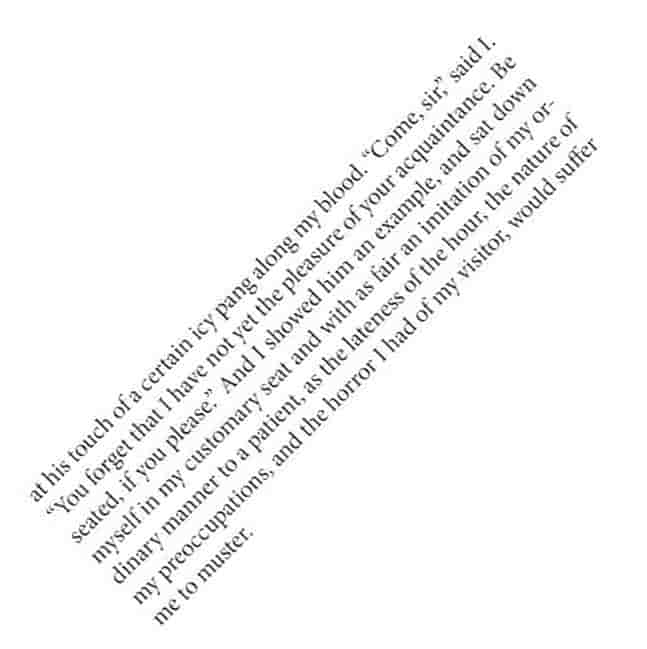 at his touch of a certain icy pang along my blood. “Come, sir,” said I.
“You forget that I have not yet the pleasure of your acquaintance. Be
seated, if you please.” And I showed him an example, and sat down
myself in my customary seat and with as fair an imitation of my or-
dinary manner to a patient, as the lateness of the hour, the nature of
my preoccupations, and the horror I had of my visitor, would suffer
me to muster.